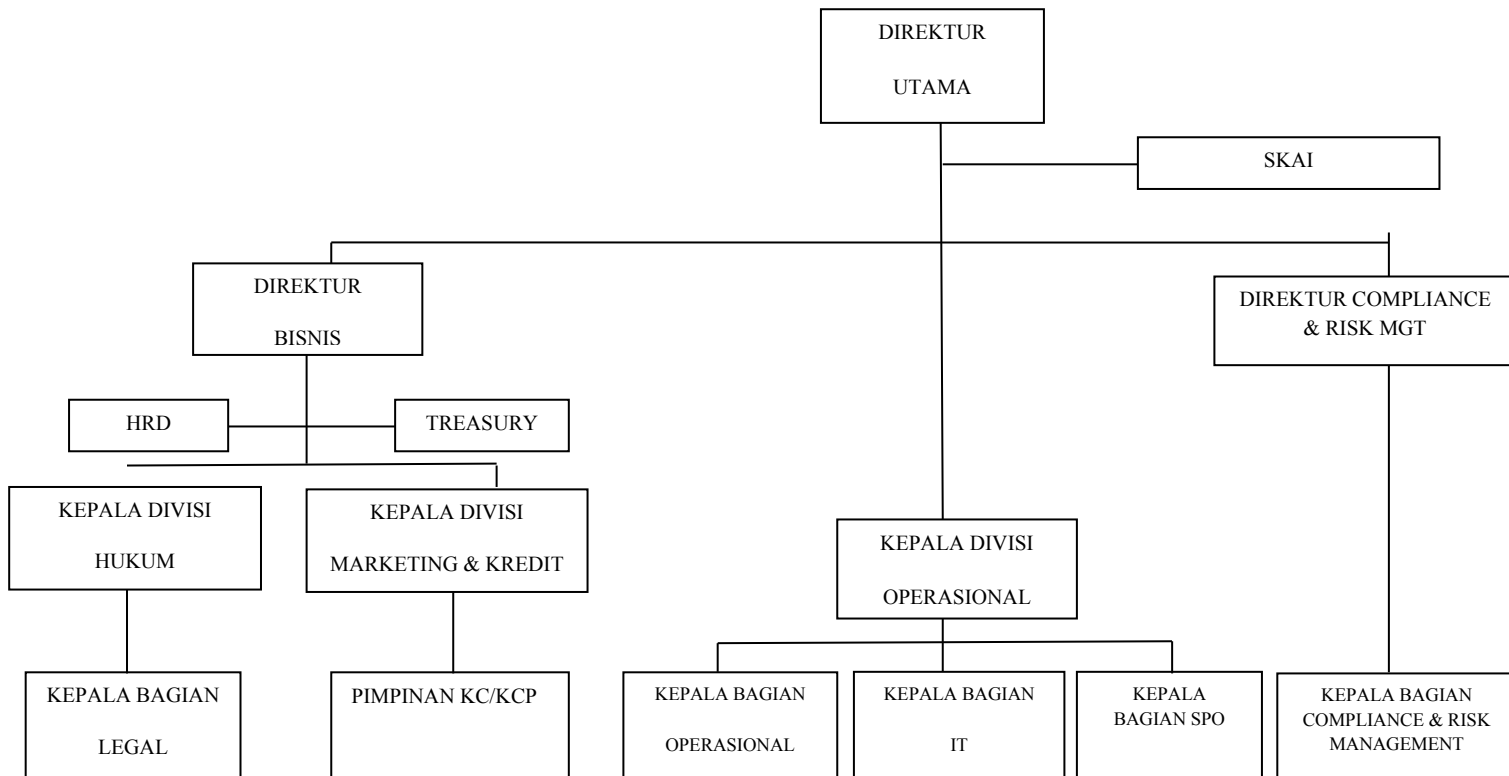 DIREKTUR
UTAMA
SKAI
DIREKTUR
BISNIS
DIREKTUR COMPLIANCE
& RISK MGT
HRD
TREASURY
KEPALA DIVISI
HUKUM
KEPALA DIVISI
MARKETING & KREDIT
KEPALA DIVISI
OPERASIONAL
KEPALA BAGIAN
LEGAL
PIMPINAN KC/KCP
KEPALA BAGIAN
OPERASIONAL
KEPALA BAGIAN
IT
KEPALA
BAGIAN SPO
KEPALA BAGIAN
COMPLIANCE & RISK
MANAGEMENT